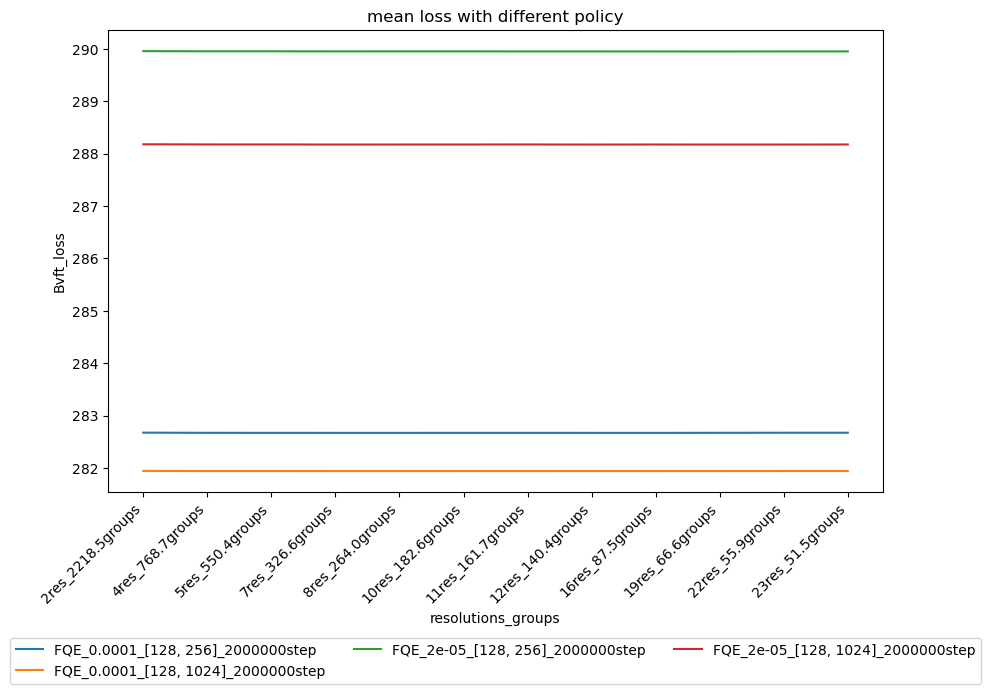 mean loss with different policy
290
289
288
287
286
285
284
283
282
Bvft_loss
2res_2218.5groups
4res_768.7groups
5res_550.4groups
7res_326.6groups
8res_264.0groups
10res_182.6groups
11res_161.7groups
12res_140.4groups
16res_87.5groups
19res_66.6groups
22res_55.9groups
23res_51.5groups
resolutions_groups
FQE_0.0001_[128, 256]_2000000step
FQE_0.0001_[128, 1024]_2000000step
FQE_2e-05_[128, 256]_2000000step
FQE_2e-05_[128, 1024]_2000000step